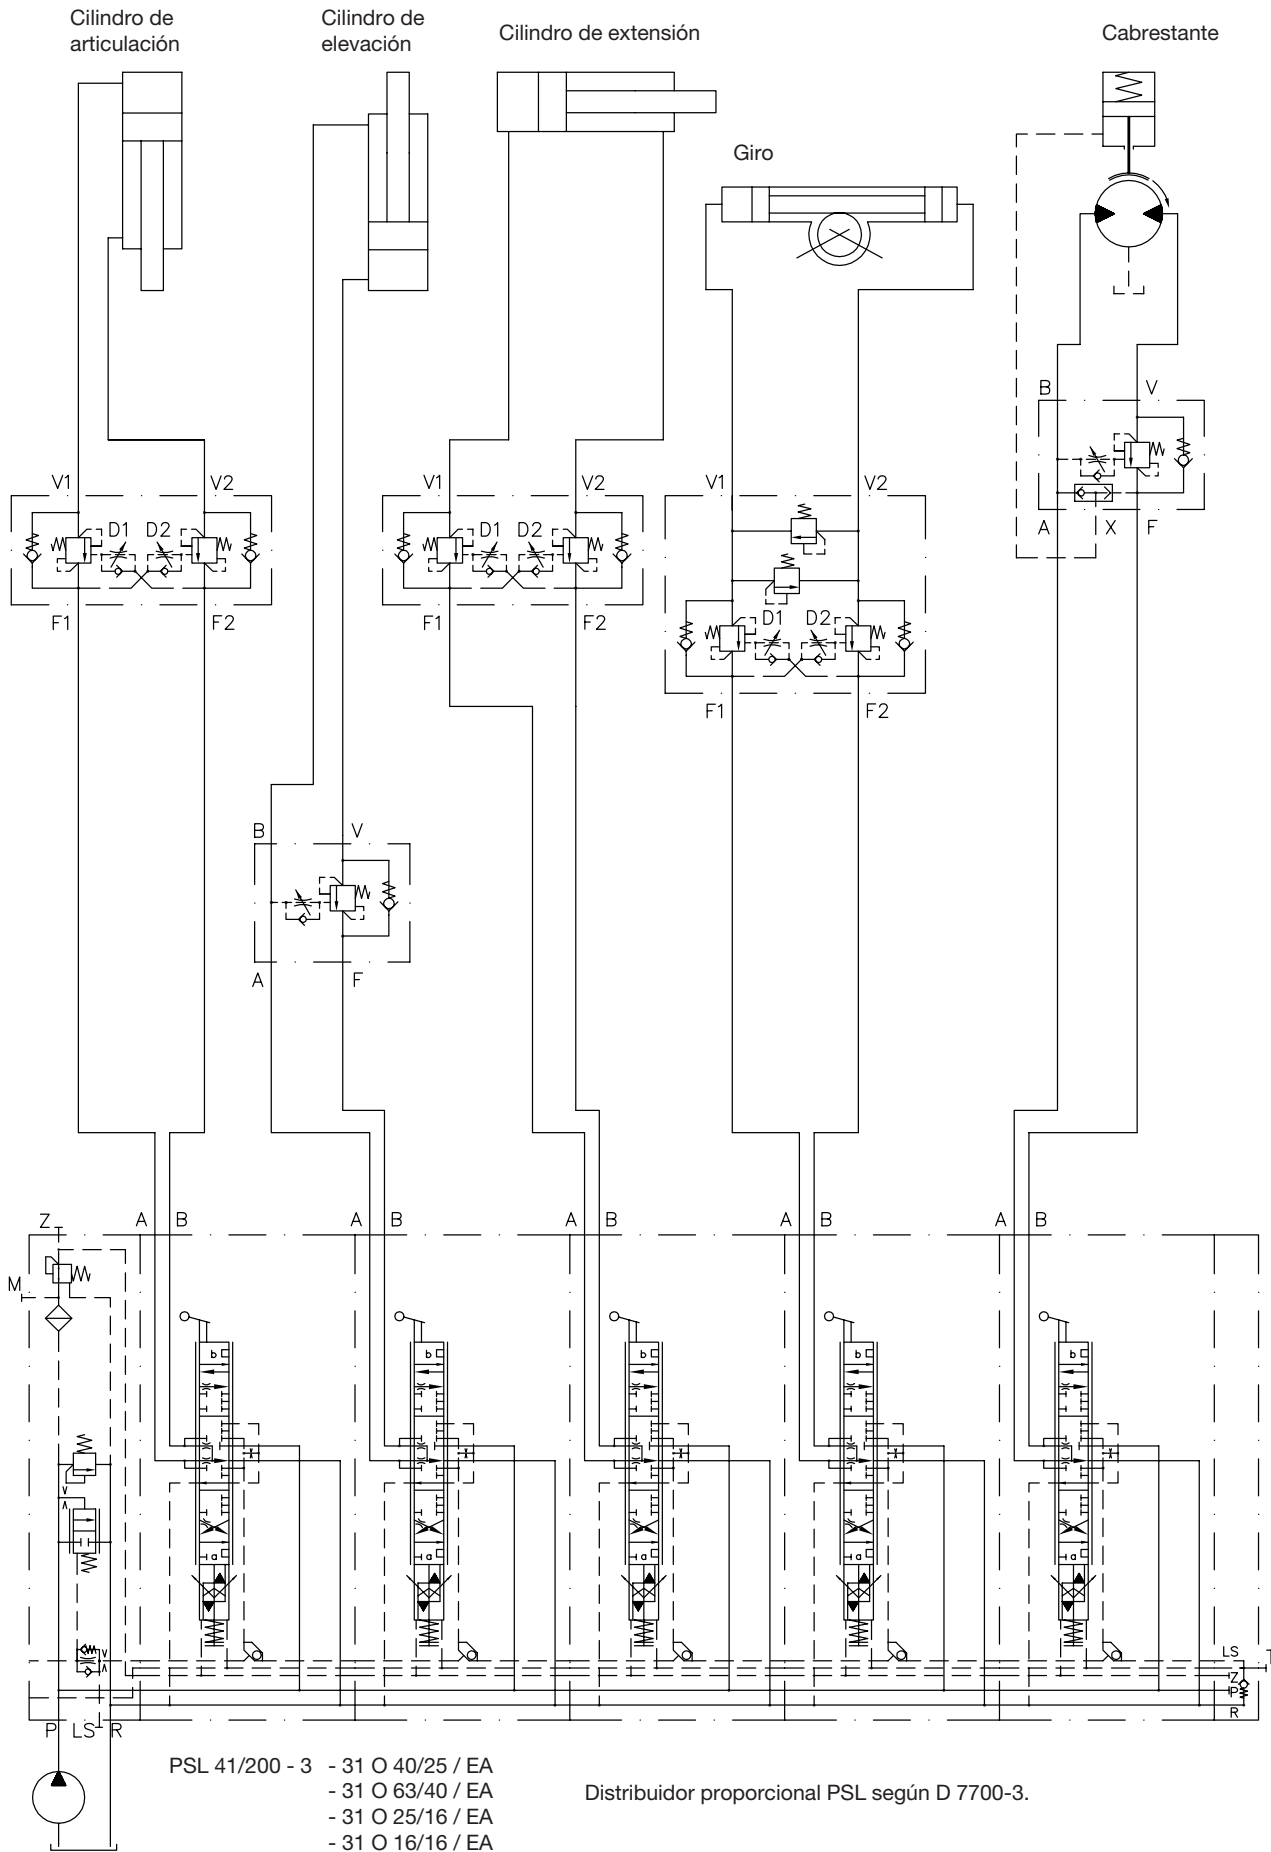 Cilindro de
articulación
Cilindro de
elevación
Cilindro de extensión
Cabrestante
Giro
B V
V1 V2
V1 V2
V1 V2
D1 D2
D1 D2
A X F
F1 F2
F1 F2
D1 D2
F1 F2
B V
A F
Z A B A B A B A B A B
M
b b b b b
a a a a a
LS
Z
P
R
T
P LS R
PSL 41/200 - 3 - 31 O 40/25 / EA
- 31 O 63/40 / EA
- 31 O 25/16 / EA
- 31 O 16/16 / EA
Distribuidor proporcional PSL según D 7700-3.